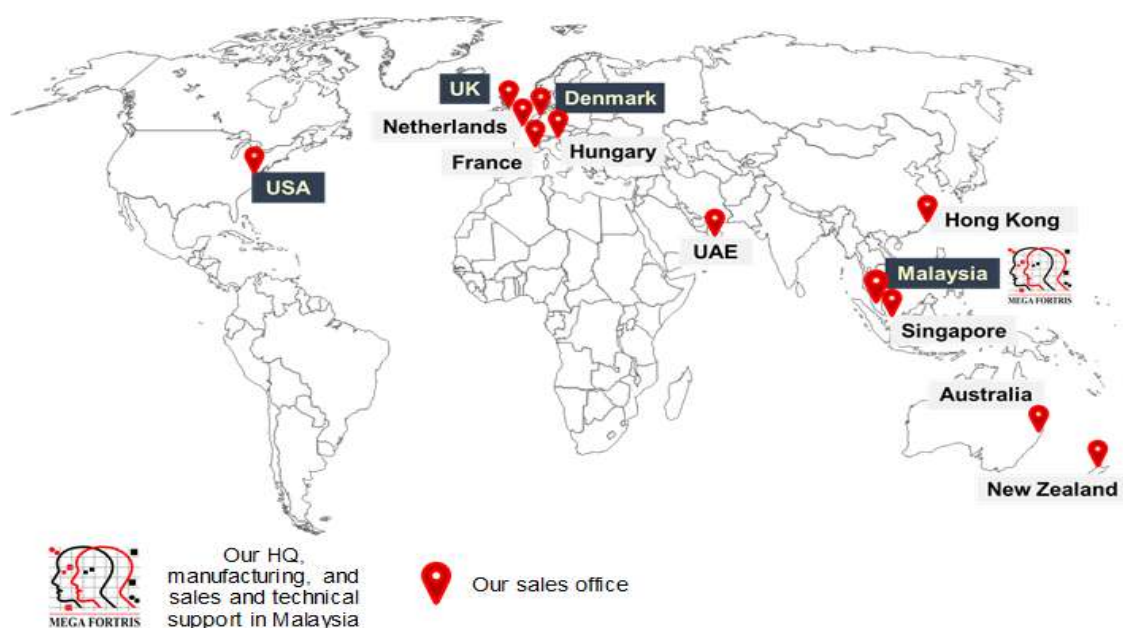 UK
Denmark
Netherlands
France
Hungary
USA
UAE
Hong Kong
Malaysia
MEGA FORTRIS
Singapore
Australia
New Zealand
MEGA FORTRIS
Our HQ,
manufacturing, and
sales and technical
support in Malaysia
Our sales office